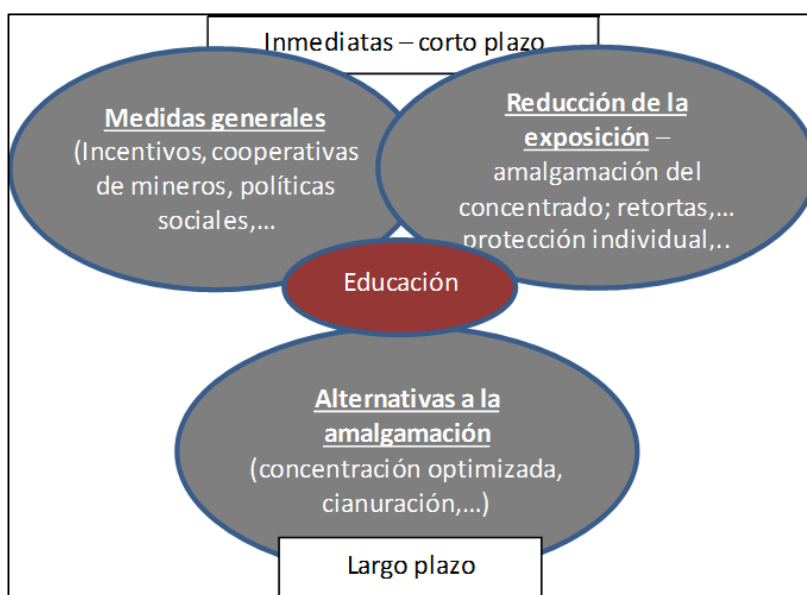 Inmediatas – corto plazo
Medidas generales
(Incentivos, cooperativas
de mineros, políticas
sociales,…
Reducción de la
exposición –
amalgamación del
concentrado; retortas,…
protección individual,..
Educación
Alternativas a la
amalgamación
(concentración optimizada,
cianuración,…)
Largo plazo